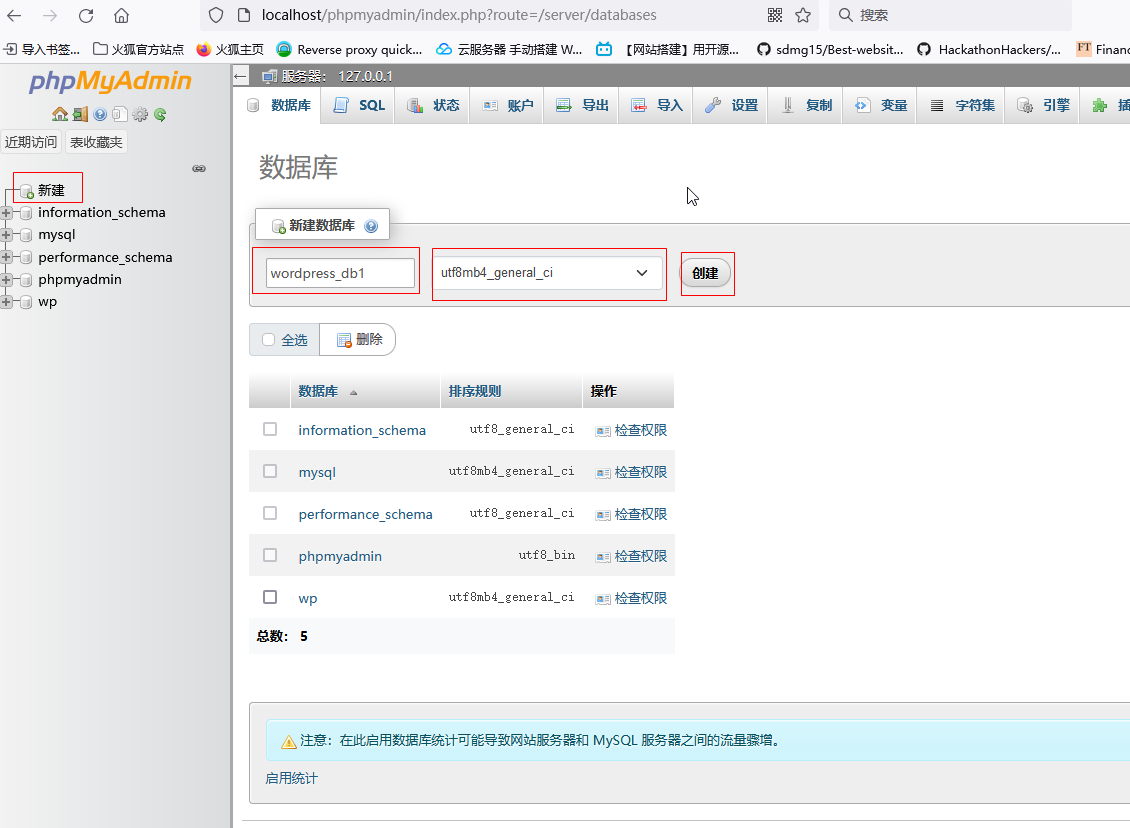 localhost/phpmyadmin/index.php?route=/server/databases
搜索
导入书签...
火狐官方站点
火狐主页
Reverse proxy quick...
云服务器 手动搭建 W...
【网站搭建】用开源...
sdmg15/Best-websit...
HackathonHackers/...
FT
Financ
phpMyAdmin
近期访问
表收藏夹
新建
information_schema
mysql
performance_schema
phpmyadmin
wp
服务器: 127.0.0.1
数据库
SQL
状态
账户
导出
导入
设置
复制
变量
字符集
引擎
插
数据库
新建数据库
wordpress_db1
utf8mb4_general_ci
创建
全选
删除
数据库 排序规则 操作
information_schema utf8_general_ci 检查权限
mysql utf8mb4_general_ci 检查权限
performance_schema utf8_general_ci 检查权限
phpmyadmin utf8_bin 检查权限
wp utf8mb4_general_ci 检查权限
总数: 5
注意: 在此启用数据库统计可能导致网站服务器和 MySQL 服务器之间的流量骤增。
启用统计